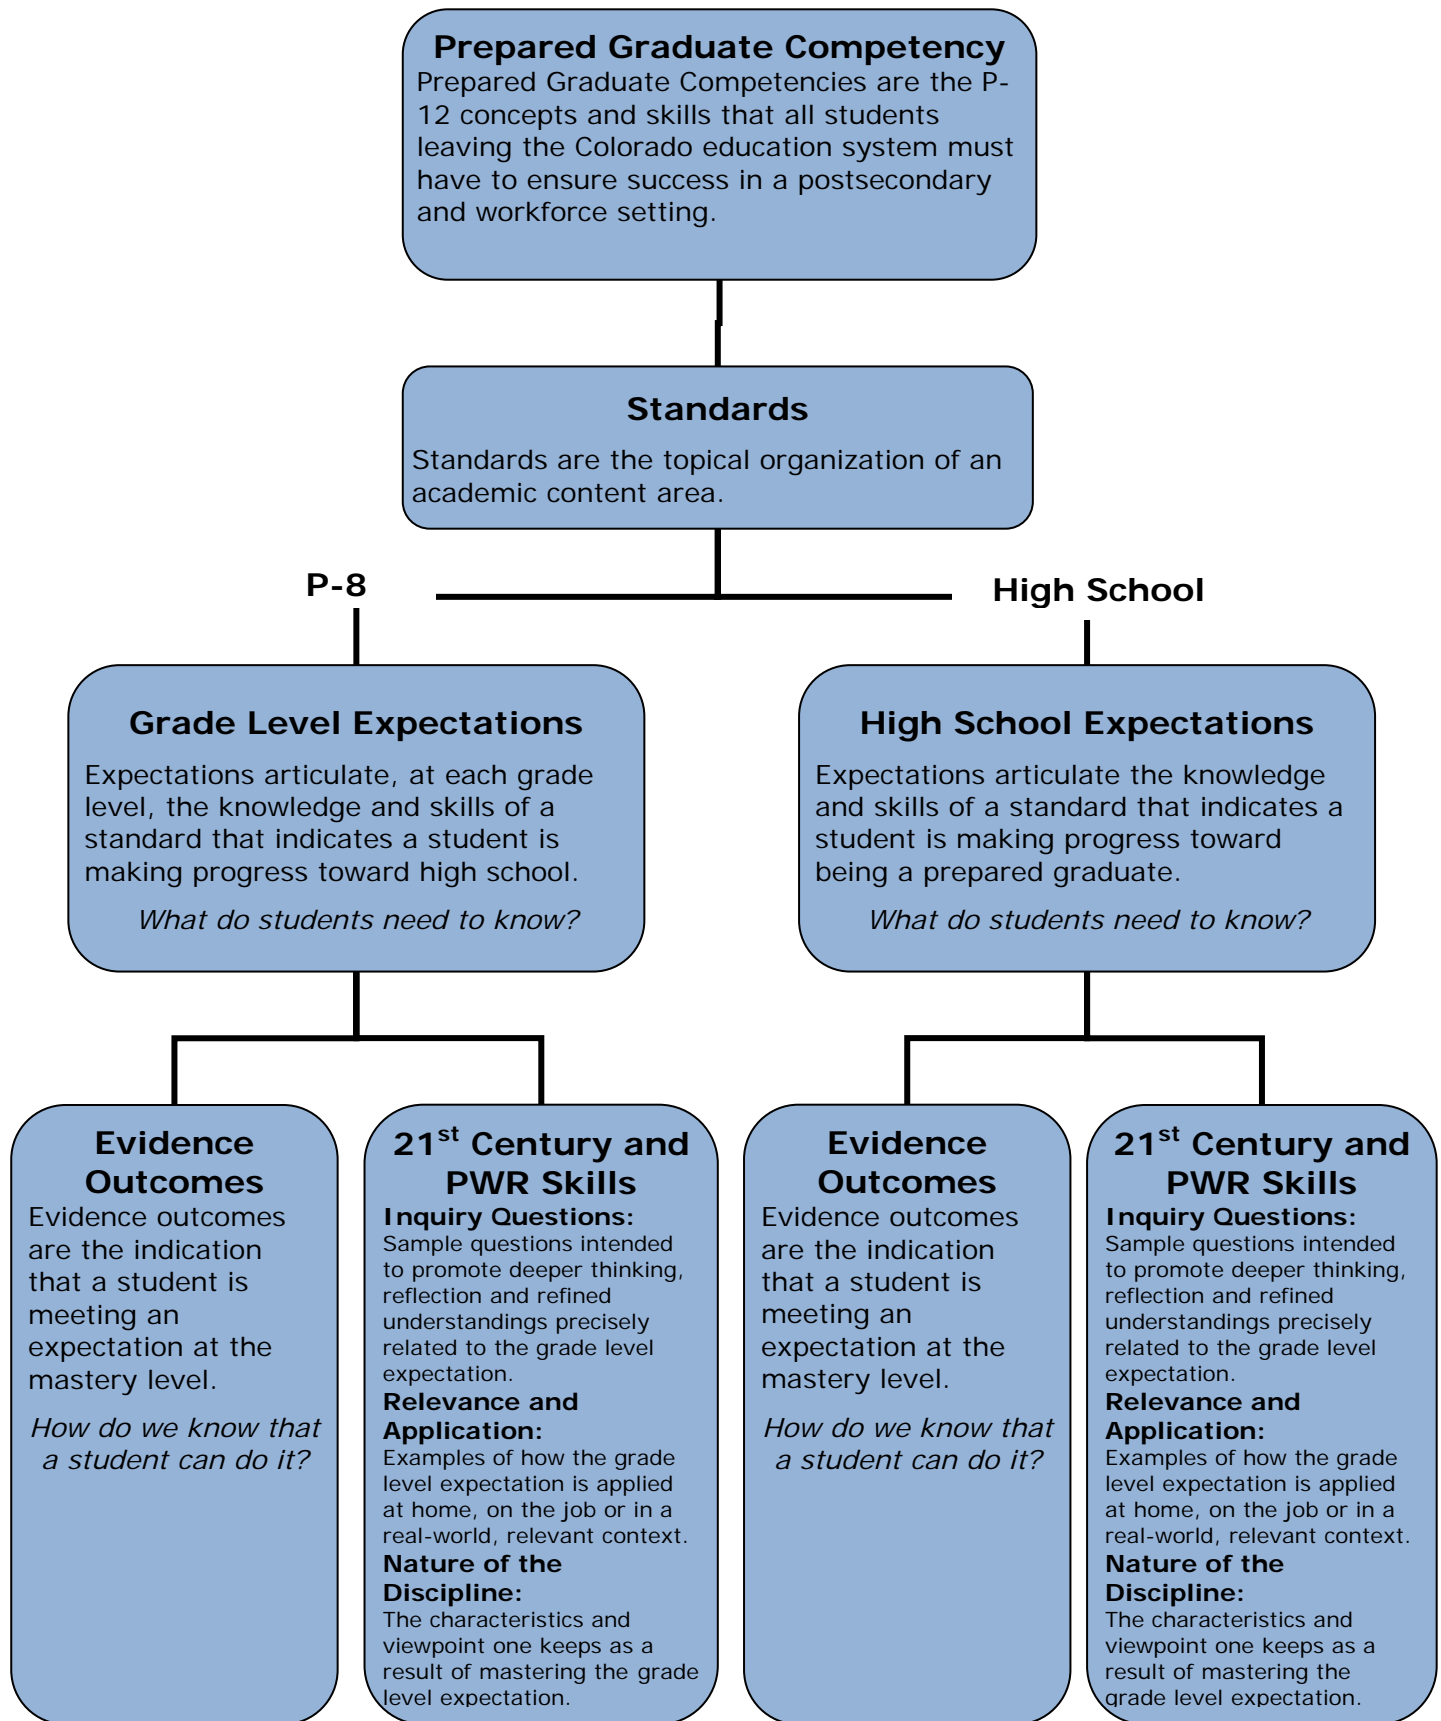 Prepared Graduate Competency
Prepared Graduate Competencies are the P-
12 concepts and skills that all students
leaving the Colorado education system must
have to ensure success in a postsecondary
and workforce setting.
Standards
Standards are the topical organization of an
academic content area.
P-8
High School
Grade Level Expectations
Expectations articulate, at each grade
level, the knowledge and skills of a
standard that indicates a student is
making progress toward high school.
What do students need to know?
High School Expectations
Expectations articulate the knowledge
and skills of a standard that indicates a
student is making progress toward
being a prepared graduate.
What do students need to know?
Evidence
Outcomes
Evidence outcomes
are the indication
that a student is
meeting an
expectation at the
mastery level.
How do we know that
a student can do it?
21st Century and
PWR Skills
Inquiry Questions:
Sample questions intended
to promote deeper thinking,
reflection and refined
understandings precisely
related to the grade level
expectation.
Relevance and
Application:
Examples of how the grade
level expectation is applied
at home, on the job or in a
real-world, relevant context.
Nature of the
Discipline:
The characteristics and
viewpoint one keeps as a
result of mastering the grade
level expectation.
Evidence
Outcomes
Evidence outcomes
are the indication
that a student is
meeting an
expectation at the
mastery level.
How do we know that
a student can do it?
21st Century and
PWR Skills
Inquiry Questions:
Sample questions intended
to promote deeper thinking,
reflection and refined
understandings precisely
related to the grade level
expectation.
Relevance and
Application:
Examples of how the grade
level expectation is applied
at home, on the job or in a
real-world, relevant context.
Nature of the
Discipline:
The characteristics and
viewpoint one keeps as a
result of mastering the
grade level expectation.